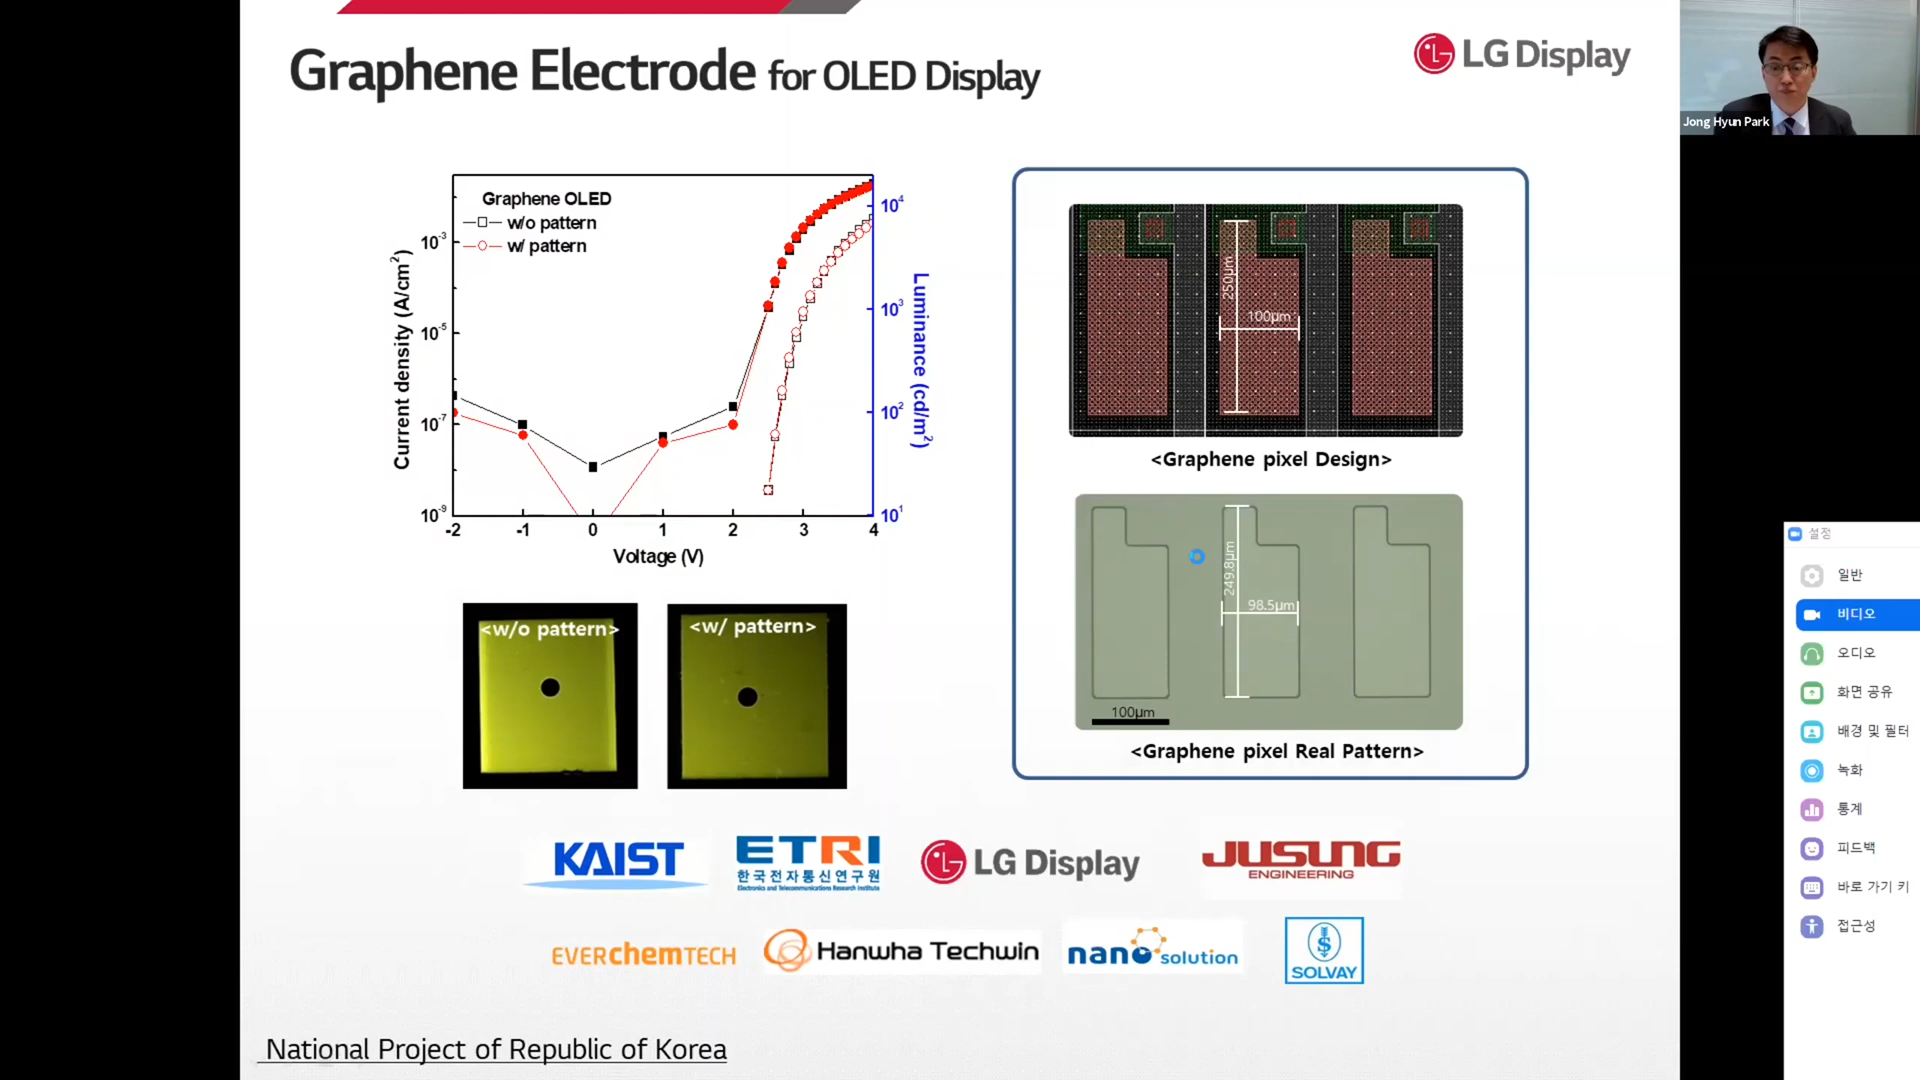 Graphene Electrode for OLED Display
LG Display
Jong Hyun Park
Graphene OLED
w/o pattern
w/ pattern
Current density (A/cm²)
10⁻³
10⁻⁵
10⁻⁷
10⁻⁹
-2 -1 0 1 2 3 4
Voltage (V)
10⁴
10³
10²
10¹
Luminance (cd/m²)
<w/o pattern>
<w/ pattern>
250μm
100μm
<Graphene pixel Design>
249.8μm
98.5μm
100μm
<Graphene pixel Real Pattern>
KAIST
ETRI
한국전자통신연구원
Electronics and Telecommunications Research Institute
LG Display
JUSUNG
ENGINEERING
EVERchemTECH
Hanwha Techwin
nano solution
SOLVAY
National Project of Republic of Korea
설정
일반
비디오
오디오
화면 공유
배경 및 필터
녹화
통계
피드백
바로 가기 키
접근성